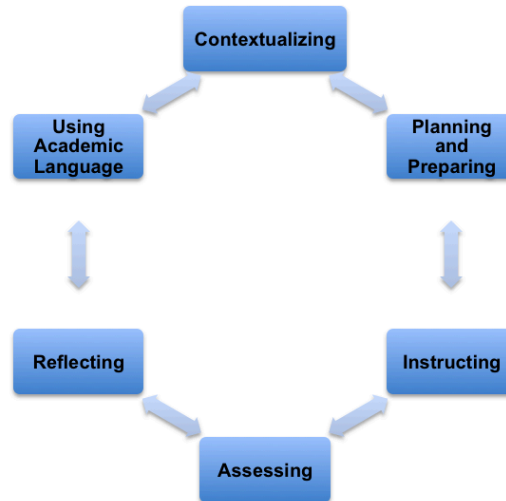 Contextualizing
Using
Academic
Language
Planning
and
Preparing
Reflecting
Instructing
Assessing